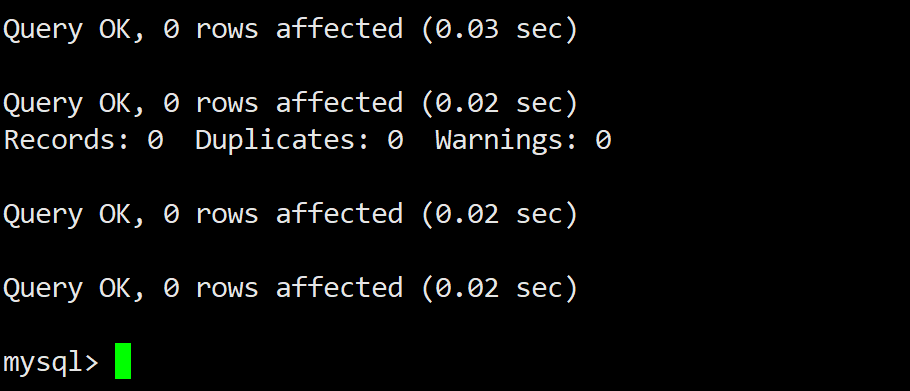 Query OK, 0 rows affected (0.03 sec)
Query OK, 0 rows affected (0.02 sec)
Records: 0  Duplicates: 0  Warnings: 0
Query OK, 0 rows affected (0.02 sec)
Query OK, 0 rows affected (0.02 sec)
mysql>